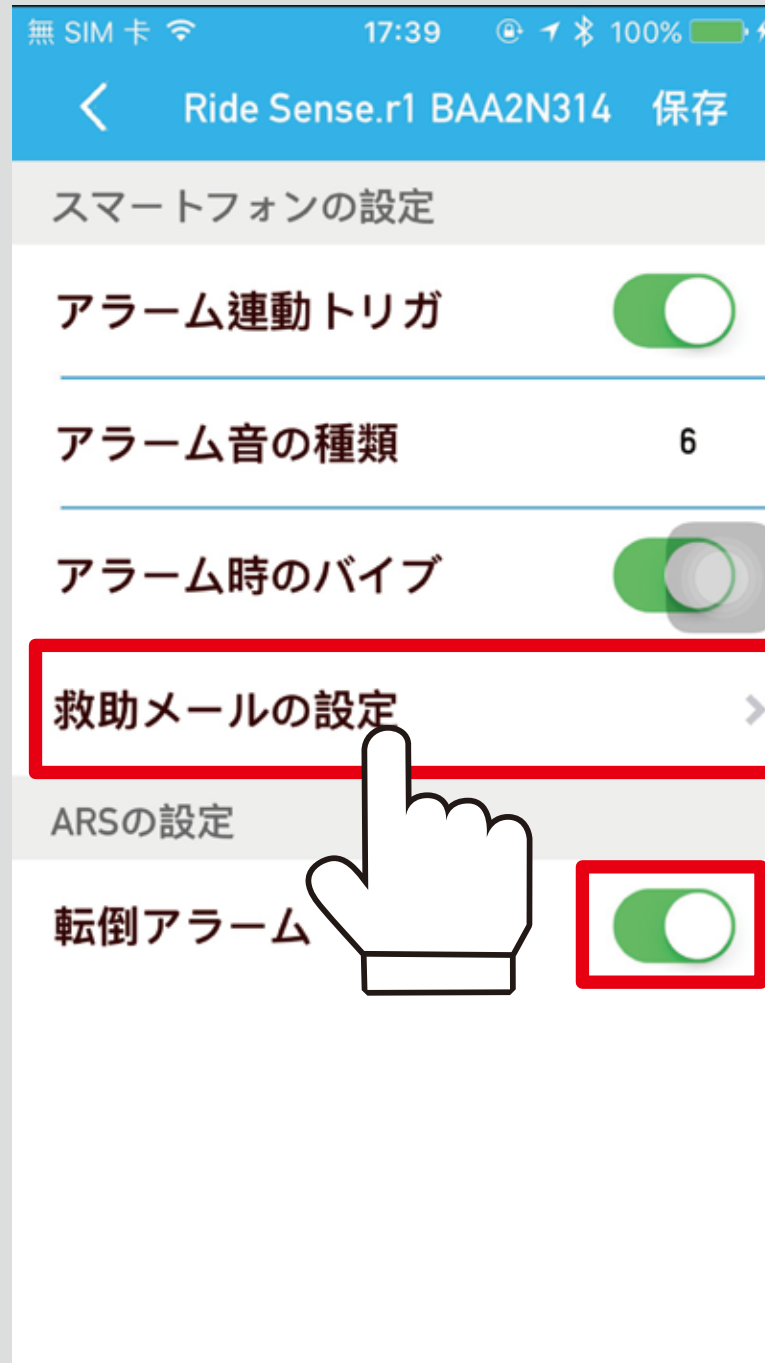 無 SIM 卡 17:39 100%
Ride Sense.r1 BAA2N314 保存
スマートフォンの設定
アラーム連動トリガ
アラーム音の種類 6
アラーム時のバイブ
救助メールの設定
ARSの設定
転倒アラーム